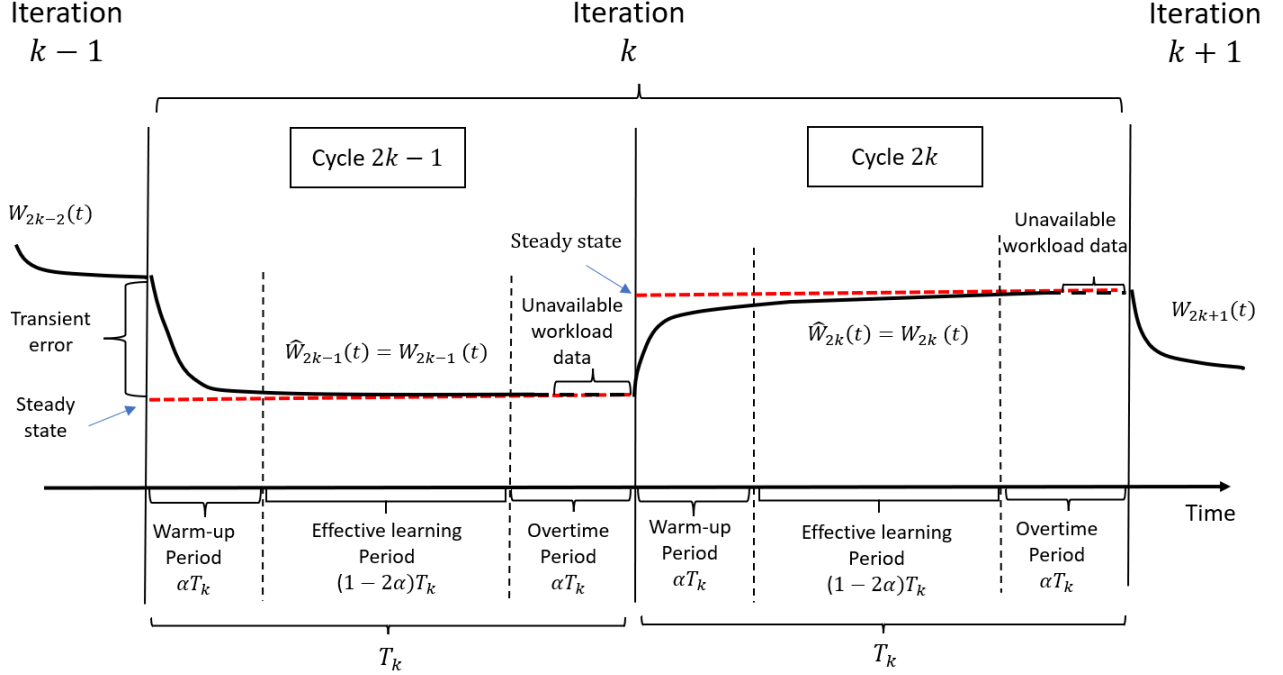 Iteration
k − 1
Iteration
k
Iteration
k + 1
Cycle 2k − 1
Cycle 2k
W₂ₖ₋₂(t)
Steady state
Unavailable
workload data
Transient
error
Unavailable
workload
data
Ŵ₂ₖ₋₁(t) = W₂ₖ₋₁ (t)
Ŵ₂ₖ(t) = W₂ₖ (t)
W₂ₖ₊₁(t)
Steady
state
Time
Warm-up
Period
αTₖ
Effective learning
Period
(1 − 2α)Tₖ
Overtime
Period
αTₖ
Warm-up
Period
αTₖ
Effective learning
Period
(1 − 2α)Tₖ
Overtime
Period
αTₖ
Tₖ
Tₖ